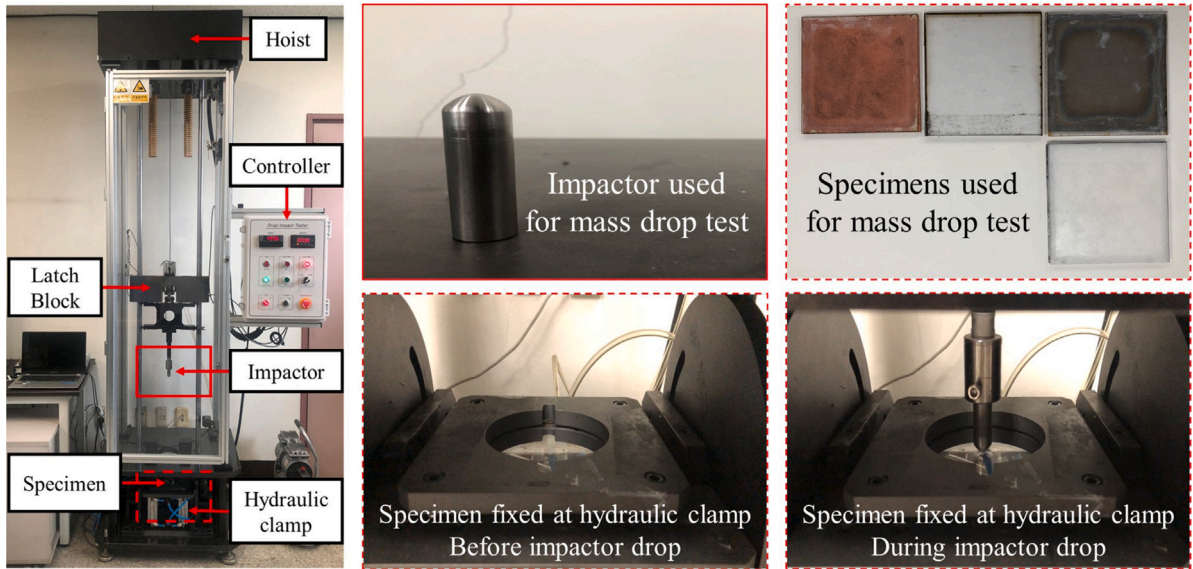 Hoist
Controller
Drop Impact Tester
Latch
Block
Impactor
Specimen
Hydraulic
clamp
Impactor used
for mass drop test
Specimens used
for mass drop test
Specimen fixed at hydraulic clamp
Before impactor drop
Specimen fixed at hydraulic clamp
During impactor drop